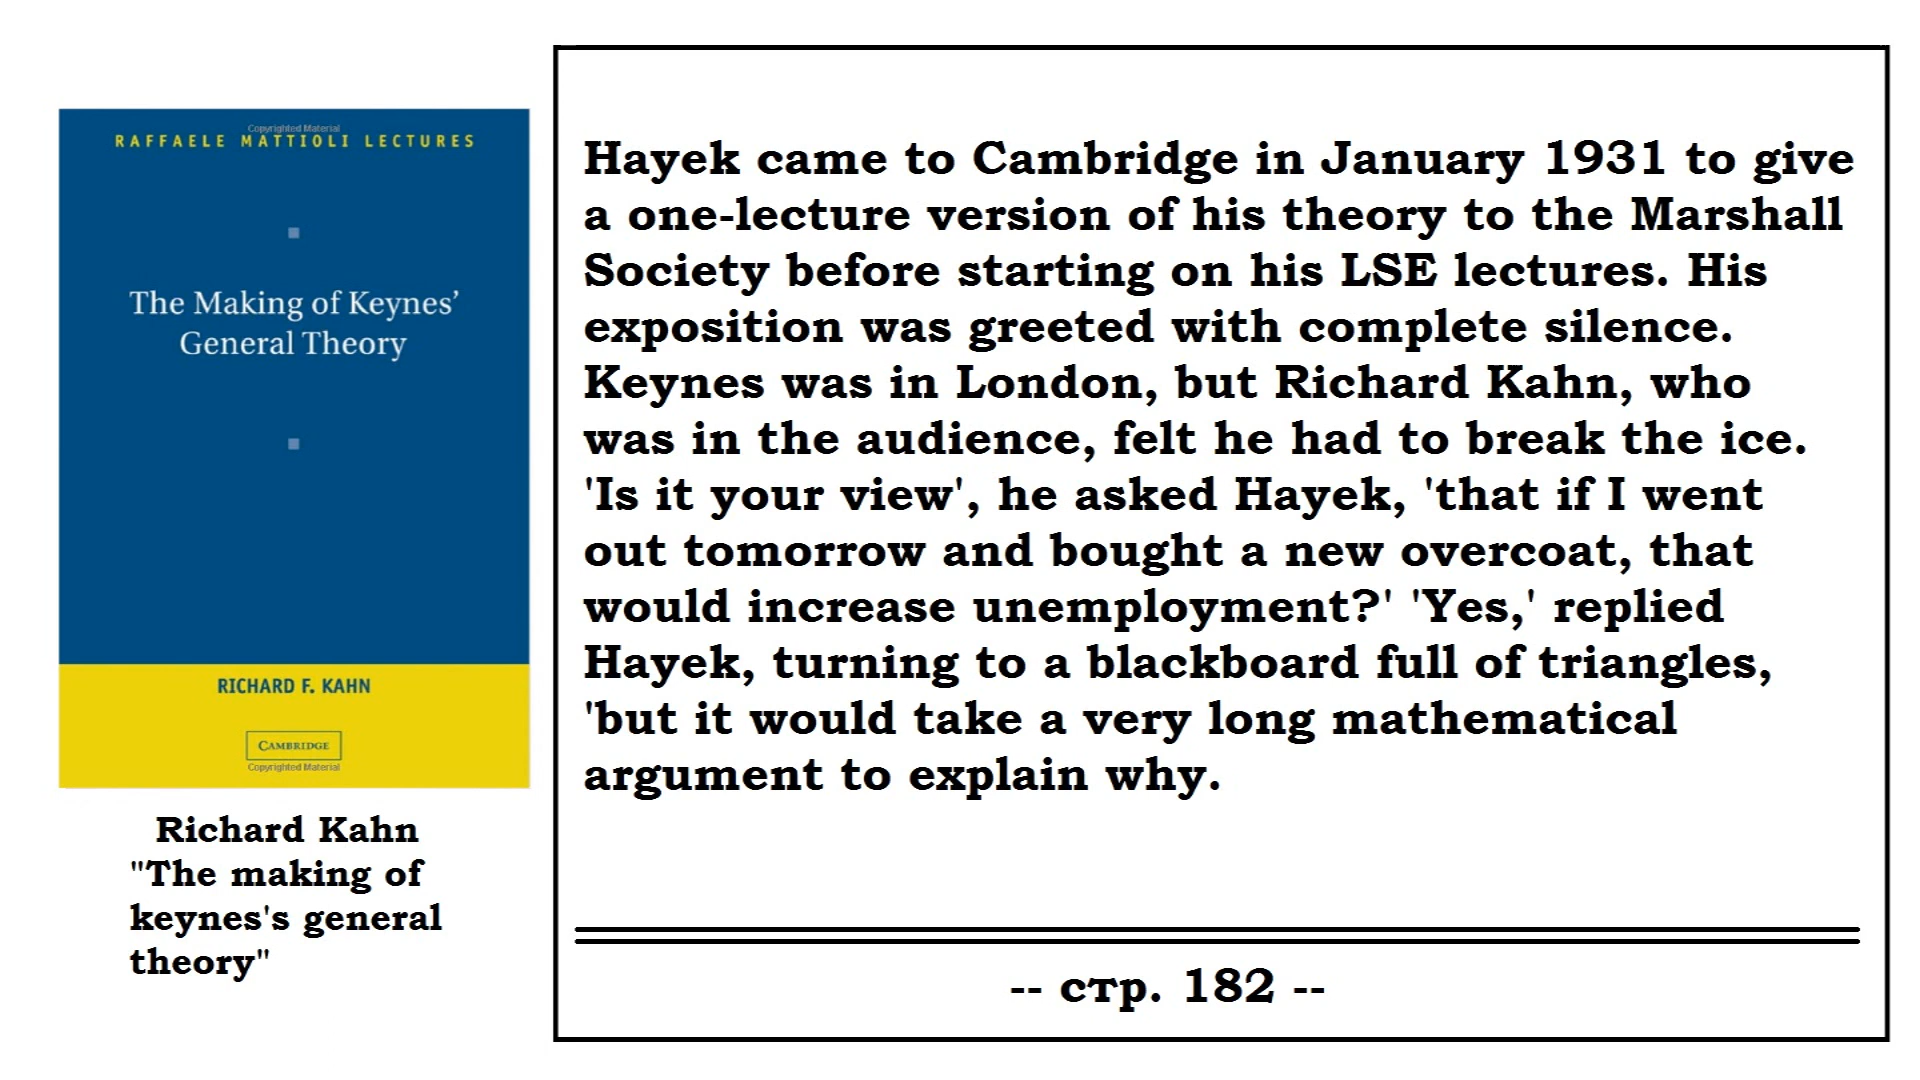 Copyrighted Material
RAFFAELE MATTIOLI LECTURES
The Making of Keynes’
General Theory
RICHARD F. KAHN
CAMBRIDGE
Copyrighted Material
Richard Kahn
"The making of
keynes's general
theory"
Hayek came to Cambridge in January 1931 to give
a one-lecture version of his theory to the Marshall
Society before starting on his LSE lectures. His
exposition was greeted with complete silence.
Keynes was in London, but Richard Kahn, who
was in the audience, felt he had to break the ice.
'Is it your view', he asked Hayek, 'that if I went
out tomorrow and bought a new overcoat, that
would increase unemployment?' 'Yes,' replied
Hayek, turning to a blackboard full of triangles,
'but it would take a very long mathematical
argument to explain why.
-- стр. 182 --